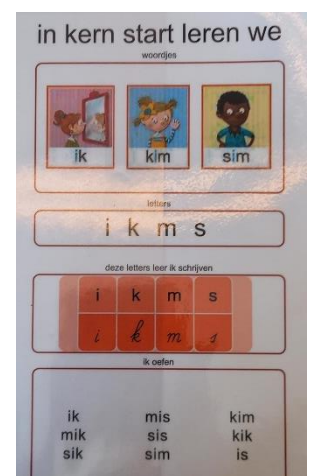 in kern start leren we
woordjes
ik kim sim
letters
i k m s
deze letters leer ik schrijven
i k m s
i k m s
ik oefen
ik mis kim
mik sis kik
sik sim is